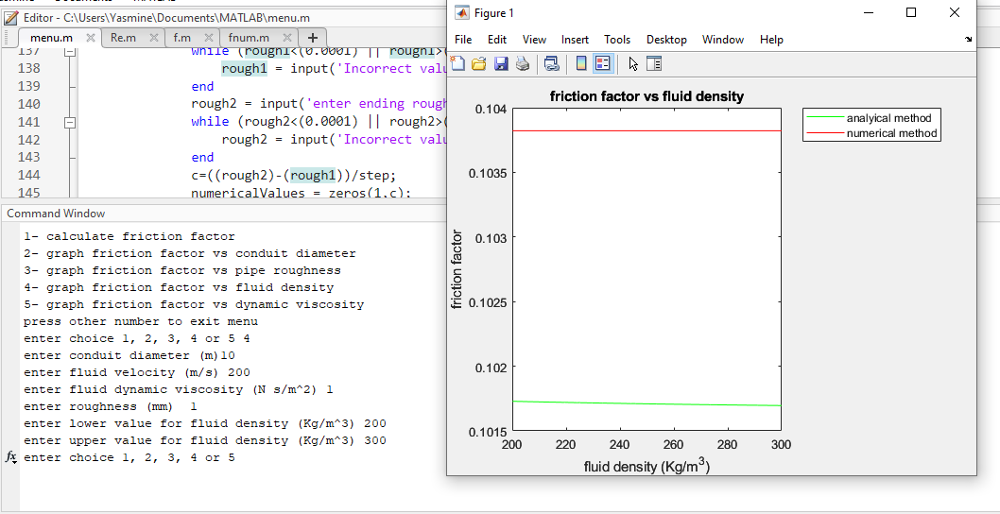 Editor - C:\Users\Yasmine\Documents\MATLAB\menu.m
menu.m Re.m f.m fnum.m
137 while (rough1<(0.0001) || rough1>(
138 rough1 = input('Incorrect valu
139 end
140 rough2 = input('enter ending rough
141 while (rough2<(0.0001) || rough2>(
142 rough2 = input('Incorrect valu
143 end
144 c=((rough2)-(rough1))/step;
145 numericalValues = zeros(1,c);
Command Window
1- calculate friction factor
2- graph friction factor vs conduit diameter
3- graph friction factor vs pipe roughness
4- graph friction factor vs fluid density
5- graph friction factor vs dynamic viscosity
press other number to exit menu
enter choice 1, 2, 3, 4 or 5 4
enter conduit diameter (m)10
enter fluid velocity (m/s) 200
enter fluid dynamic viscosity (N s/m^2) 1
enter roughness (mm) 1
enter lower value for fluid density (Kg/m^3) 200
enter upper value for fluid density (Kg/m^3) 300
fx enter choice 1, 2, 3, 4 or 5
Figure 1
File Edit View Insert Tools Desktop Window Help
friction factor vs fluid density
analyical method
numerical method
0.104
0.1035
0.103
0.1025
0.102
0.1015
friction factor
200 220 240 260 280 300
fluid density (Kg/m³)